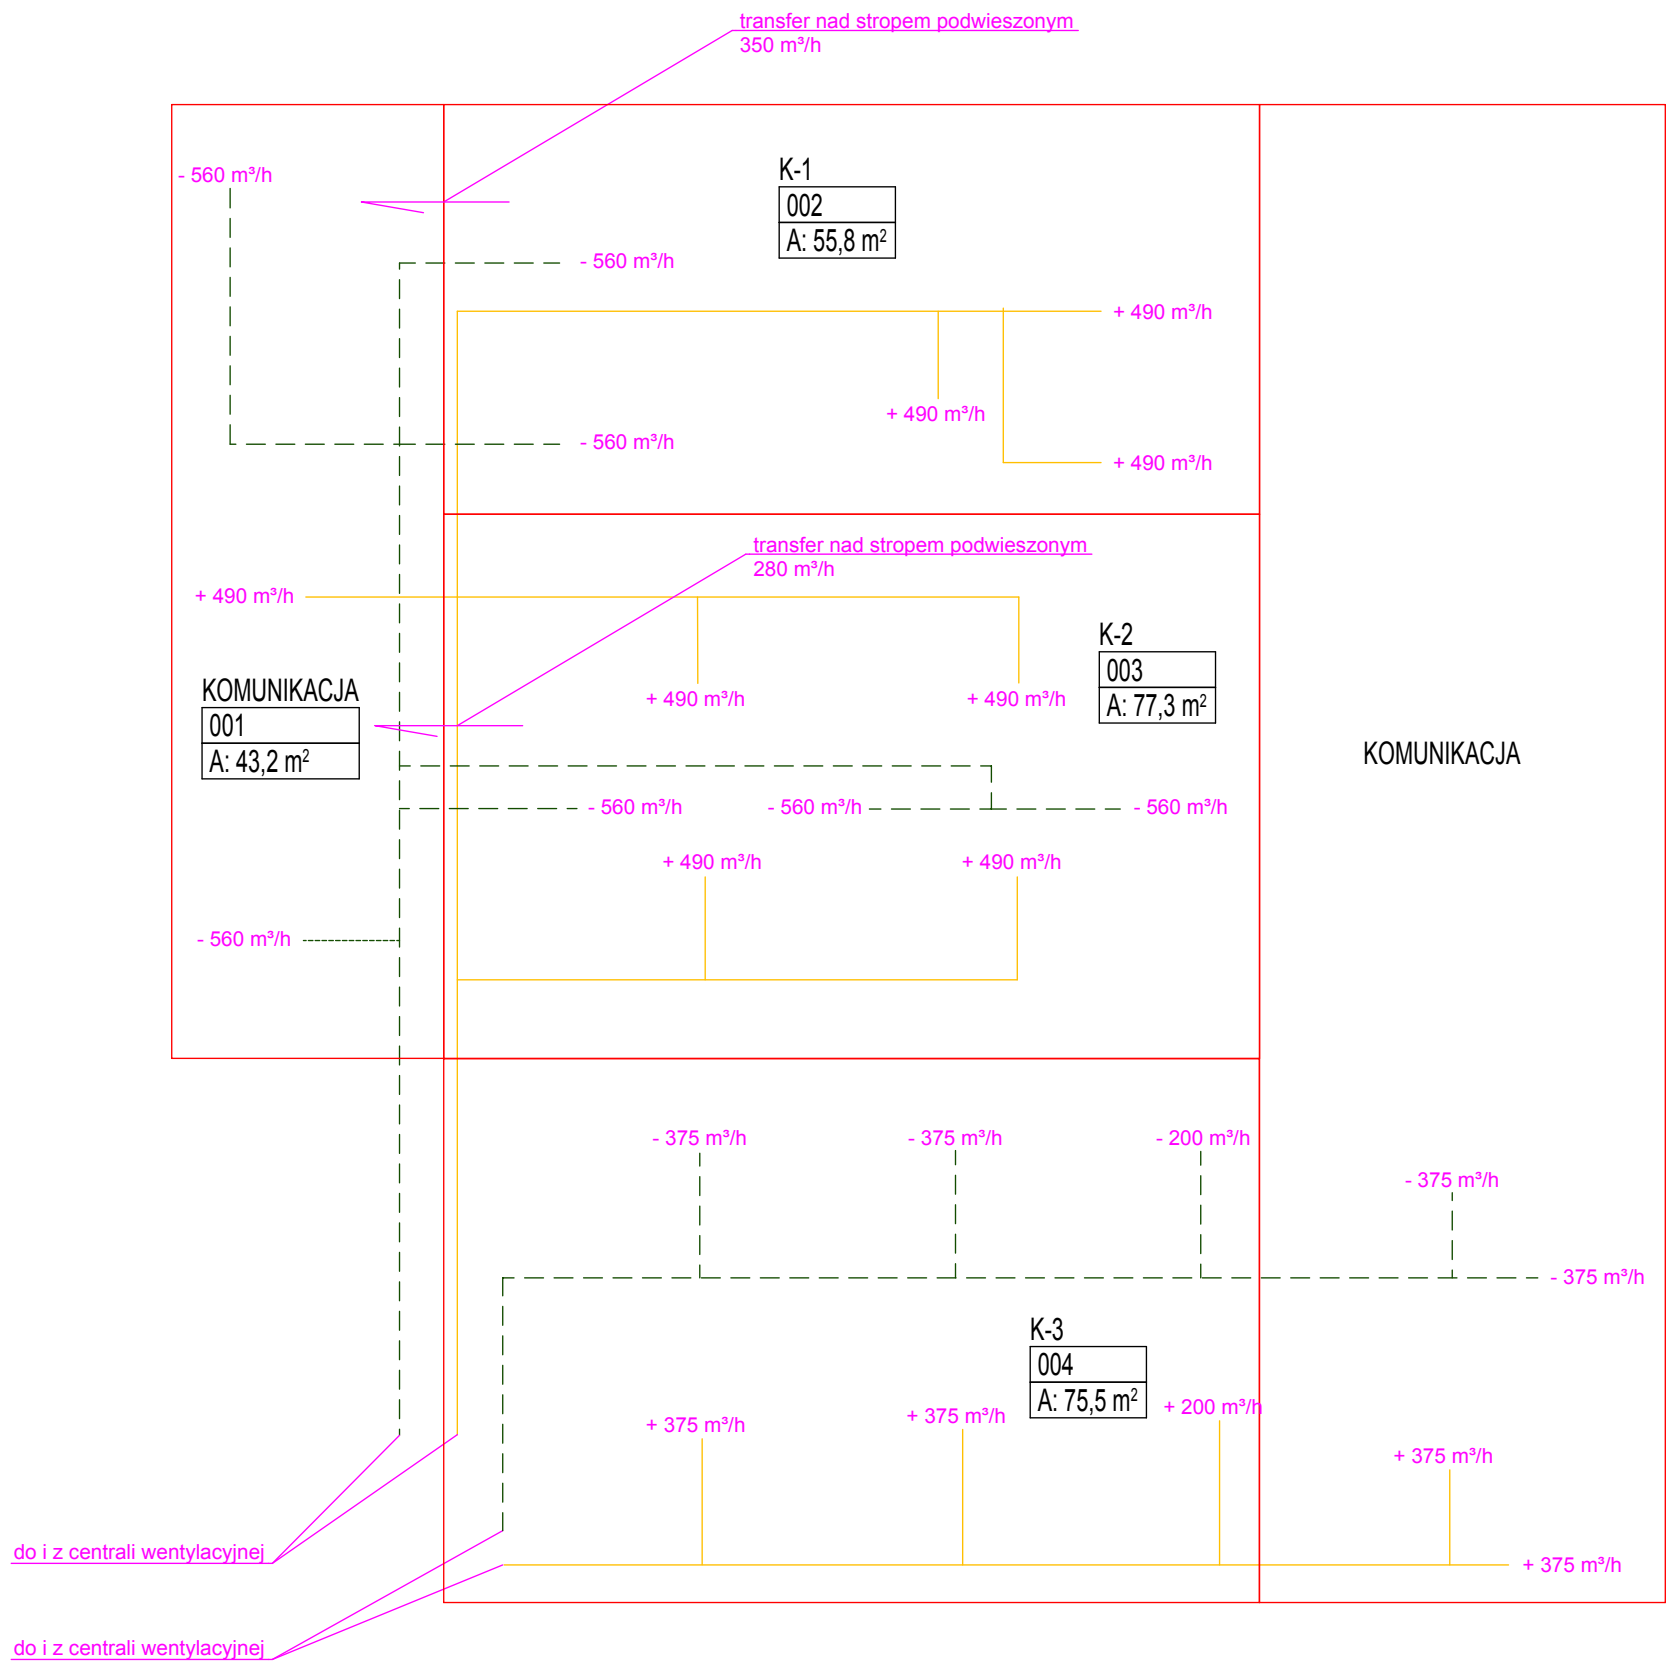 transfer nad stropem podwieszonym
350 m³/h
- 560 m³/h
K-1
002
A: 55,8 m²
- 560 m³/h
+ 490 m³/h
+ 490 m³/h
- 560 m³/h
+ 490 m³/h
transfer nad stropem podwieszonym
280 m³/h
+ 490 m³/h
K-2
003
A: 77,3 m²
+ 490 m³/h
+ 490 m³/h
KOMUNIKACJA
001
A: 43,2 m²
KOMUNIKACJA
- 560 m³/h
- 560 m³/h
- 560 m³/h
+ 490 m³/h
+ 490 m³/h
- 560 m³/h
- 375 m³/h
- 375 m³/h
- 200 m³/h
- 375 m³/h
- 375 m³/h
K-3
004
A: 75,5 m²
+ 375 m³/h
+ 375 m³/h
+ 200 m³/h
+ 375 m³/h
do i z centrali wentylacyjnej
+ 375 m³/h
do i z centrali wentylacyjnej